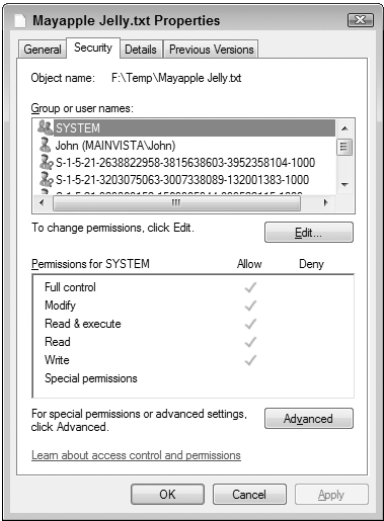 Mayapple Jelly.txt Properties
General Security Details Previous Versions
Object name: F:\Temp\Mayapple Jelly.txt
Group or user names:
SYSTEM
John (MAINVISTA\John)
S-1-5-21-2638822958-3815638603-3952358104-1000
S-1-5-21-3203075063-3007338089-132001383-1000
To change permissions, click Edit.
Edit...
Permissions for SYSTEM Allow Deny
Full control
Modify
Read & execute
Read
Write
Special permissions
For special permissions or advanced settings,
click Advanced.
Advanced
Learn about access control and permissions
OK Cancel Apply